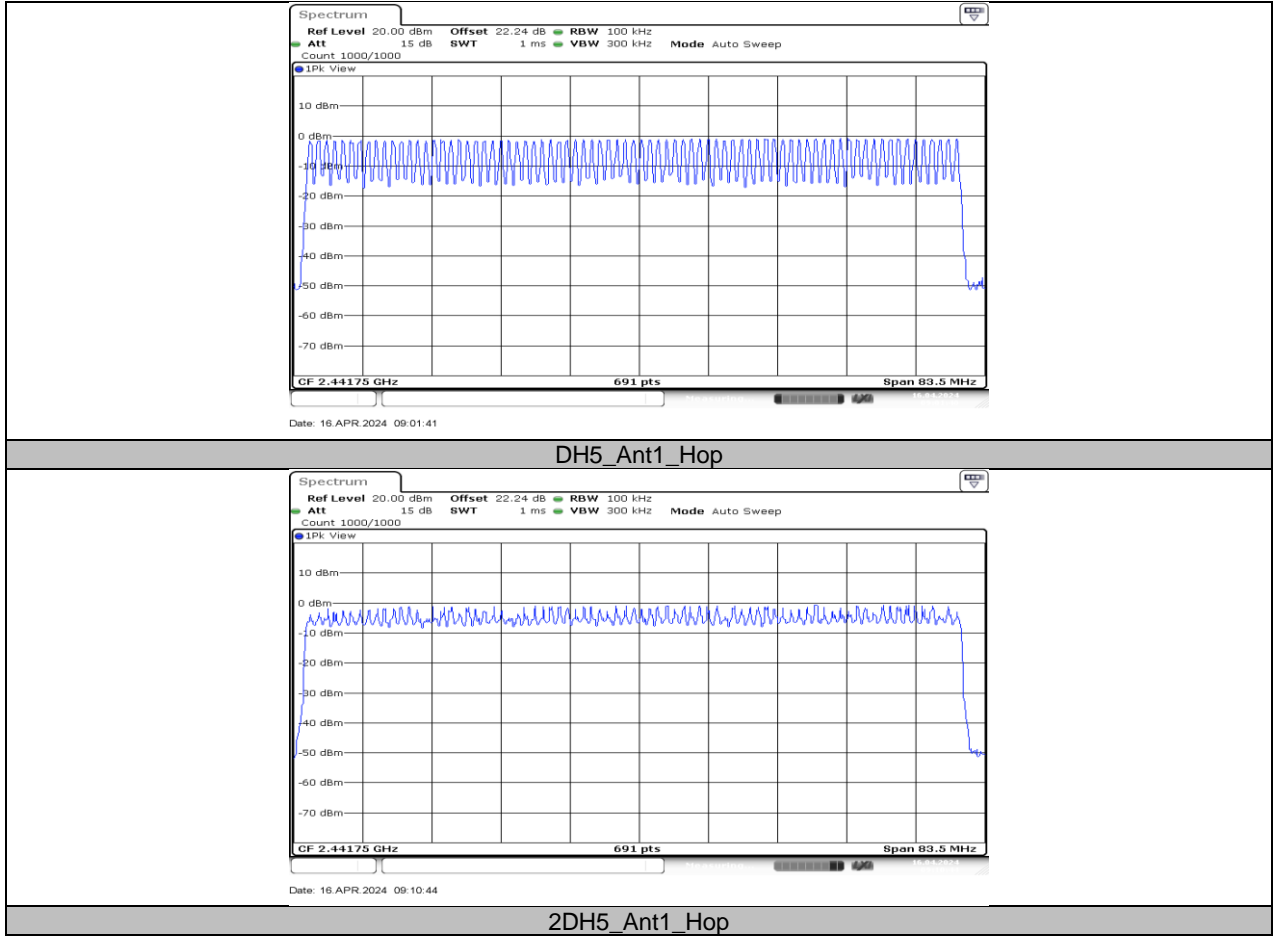 Spectrum
Ref Level 20.00 dBm Offset 22.24 dB RBW 100 kHz
Att 15 dB SWT 1 ms VBW 300 kHz Mode Auto Sweep
Count 1000/1000
1Pk View
10 dBm
0 dBm
-10 dBm
-20 dBm
-30 dBm
-40 dBm
-50 dBm
-60 dBm
-70 dBm
CF 2.44175 GHz 691 pts Span 83.5 MHz
Date: 16.APR.2024 09:01:41
DH5_Ant1_Hop
Spectrum
Ref Level 20.00 dBm Offset 22.24 dB RBW 100 kHz
Att 15 dB SWT 1 ms VBW 300 kHz Mode Auto Sweep
Count 1000/1000
1Pk View
10 dBm
0 dBm
-10 dBm
-20 dBm
-30 dBm
-40 dBm
-50 dBm
-60 dBm
-70 dBm
CF 2.44175 GHz 691 pts Span 83.5 MHz
Date: 16.APR.2024 09:10:44
2DH5_Ant1_Hop